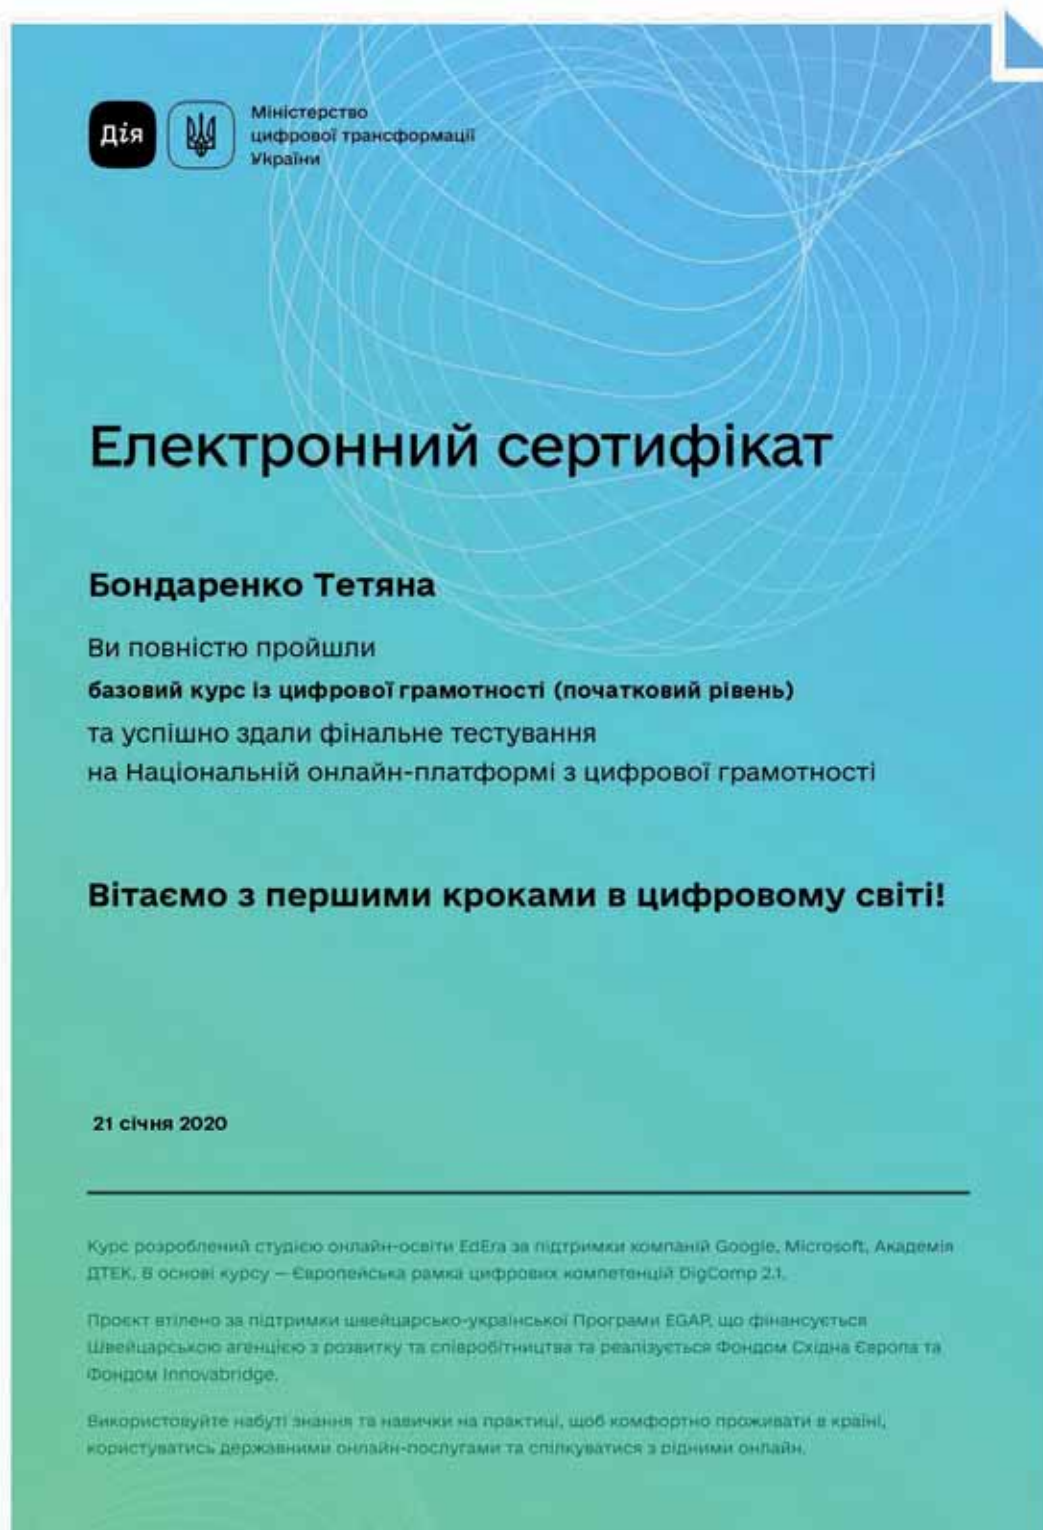 Дія
Міністерство
цифрової трансформації
України
Електронний сертифікат
Бондаренко Тетяна
Ви повністю пройшли
базовий курс із цифрової грамотності (початковий рівень)
та успішно здали фінальне тестування
на Національній онлайн-платформі з цифрової грамотності
Вітаємо з першими кроками в цифровому світі!
21 січня 2020
Курс розроблений студією онлайн-освіти EdEra за підтримки компаній Google, Microsoft, Академія
ДТЕК. В основі курсу — Європейська рамка цифрових компетенцій DigComp 2.1.
Проєкт втілено за підтримки швейцарсько-української Програми EGAP, що фінансується
Швейцарською агенцією з розвитку та співробітництва та реалізується Фондом Східна Європа та
Фондом Innovabridge.
Використовуйте набуті знання та навички на практиці, щоб комфортно проживати в країні,
користуватись державними онлайн-послугами та спілкуватися з рідними онлайн.